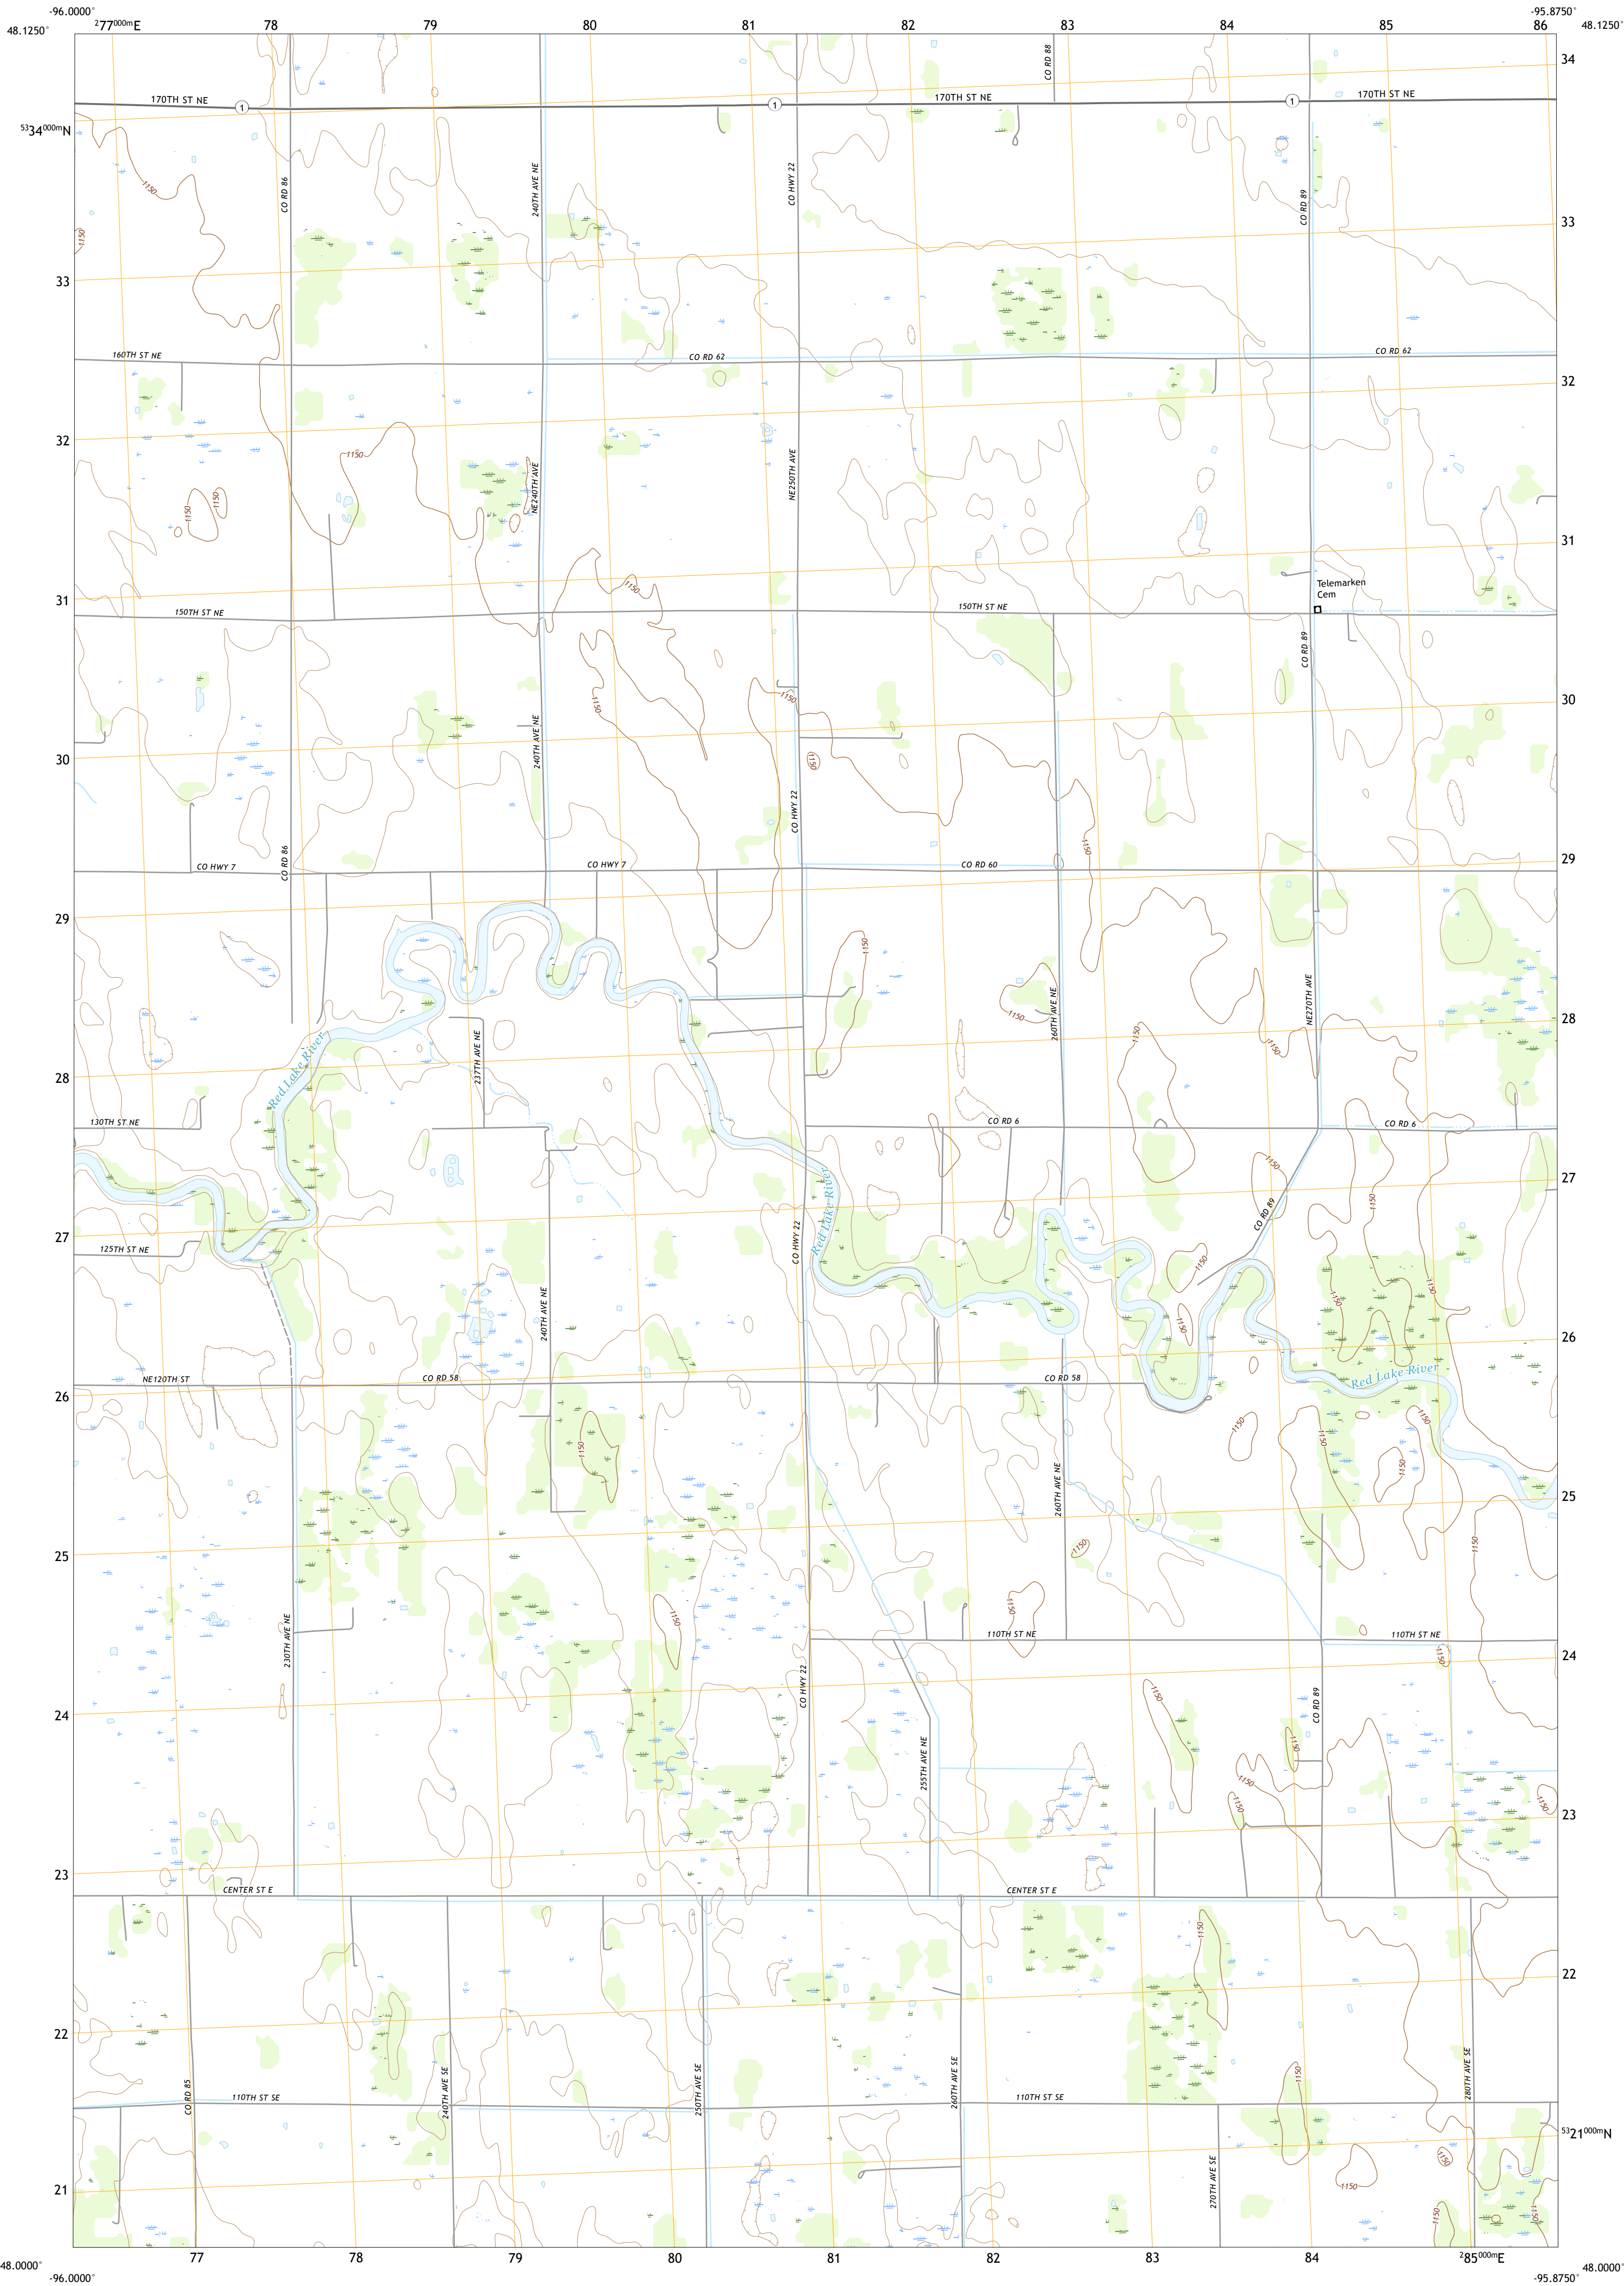 -96.0000°
-95.8750°
48.1250°
²77⁰⁰⁰ᵐE
78
79
80
81
82
83
84
85
86
48.1250°
34
CO RD 88
170TH ST NE
1
1
170TH ST NE
1
170TH ST NE
⁵³34⁰⁰⁰ᵐN
1150
CO RD 86
240TH AVE NE
CO HWY 22
CO RD 89
1150
33
33
160TH ST NE
CO RD 62
CO RD 62
32
32
1150
1150
1150
NE240TH AVE
NE250TH AVE
31
Telemarken
Cem
1150
31
150TH ST NE
150TH ST NE
CO RD 89
1150
1150
30
240TH AVE NE
1150
30
CO HWY 22
1150
29
CO RD 86
CO HWY 7
CO HWY 7
CO RD 60
29
1150
1150
260TH AVE NE
NE270TH AVE
28
1150
1150
Red Lake River
237TH AVE NE
28
130TH ST NE
CO RD 6
CO RD 6
1150
27
Red Lake River
1150
CO RD 89
27
125TH ST NE
CO HWY 22
1150
1150
1150
240TH AVE NE
1150
26
NE120TH ST
CO RD 58
CO RD 58
Red Lake River
26
1150
1150
1150
1150
1150
260TH AVE NE
25
25
1150
1150
1150
1150
230TH AVE NE
110TH ST NE
110TH ST NE
1150
24
CO HWY 22
1150
CO RD 89
24
1150
255TH AVE NE
1150
1150
1150
23
23
CENTER ST E
CENTER ST E
1150
22
22
CO RD 85
240TH AVE SE
250TH AVE SE
260TH AVE SE
280TH AVE SE
1150
110TH ST SE
110TH ST SE
⁵³21⁰⁰⁰ᵐN
1150
270TH AVE SE
1150
21
1150
1150
77
78
79
80
81
82
83
84
²85⁰⁰⁰ᵐE
48.0000°
48.0000°
-96.0000°
-95.8750°